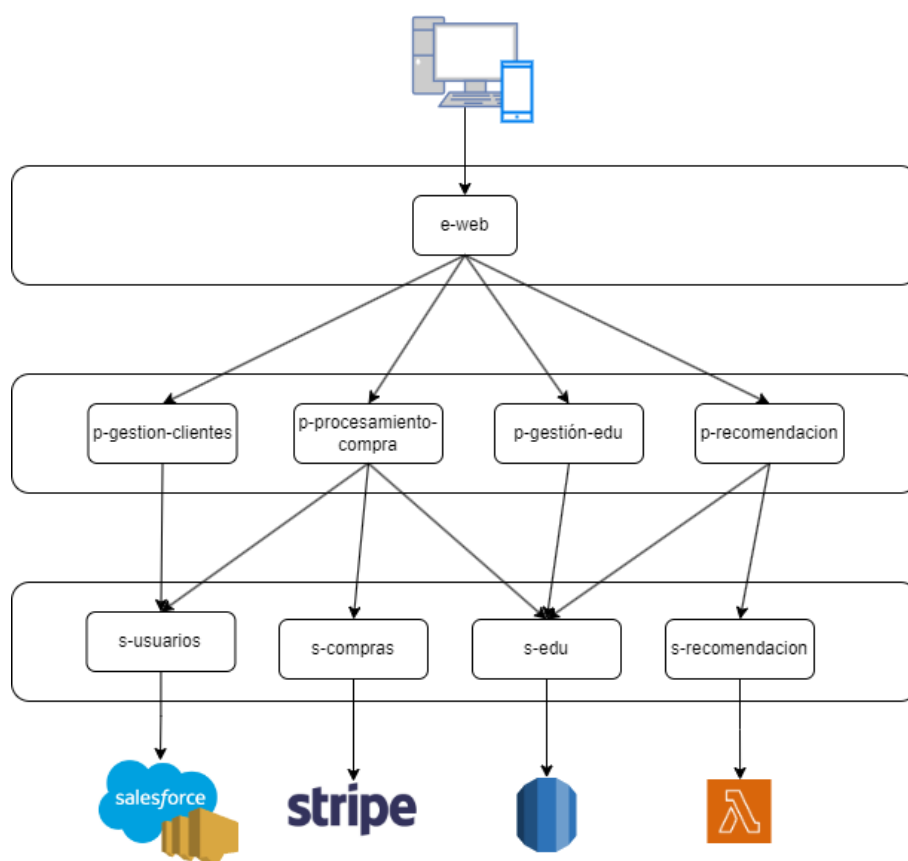 e-web
p-gestion-clientes
p-procesamiento-
compra
p-gestión-edu
p-recomendacion
s-usuarios
s-compras
s-edu
s-recomendacion
salesforce
stripe